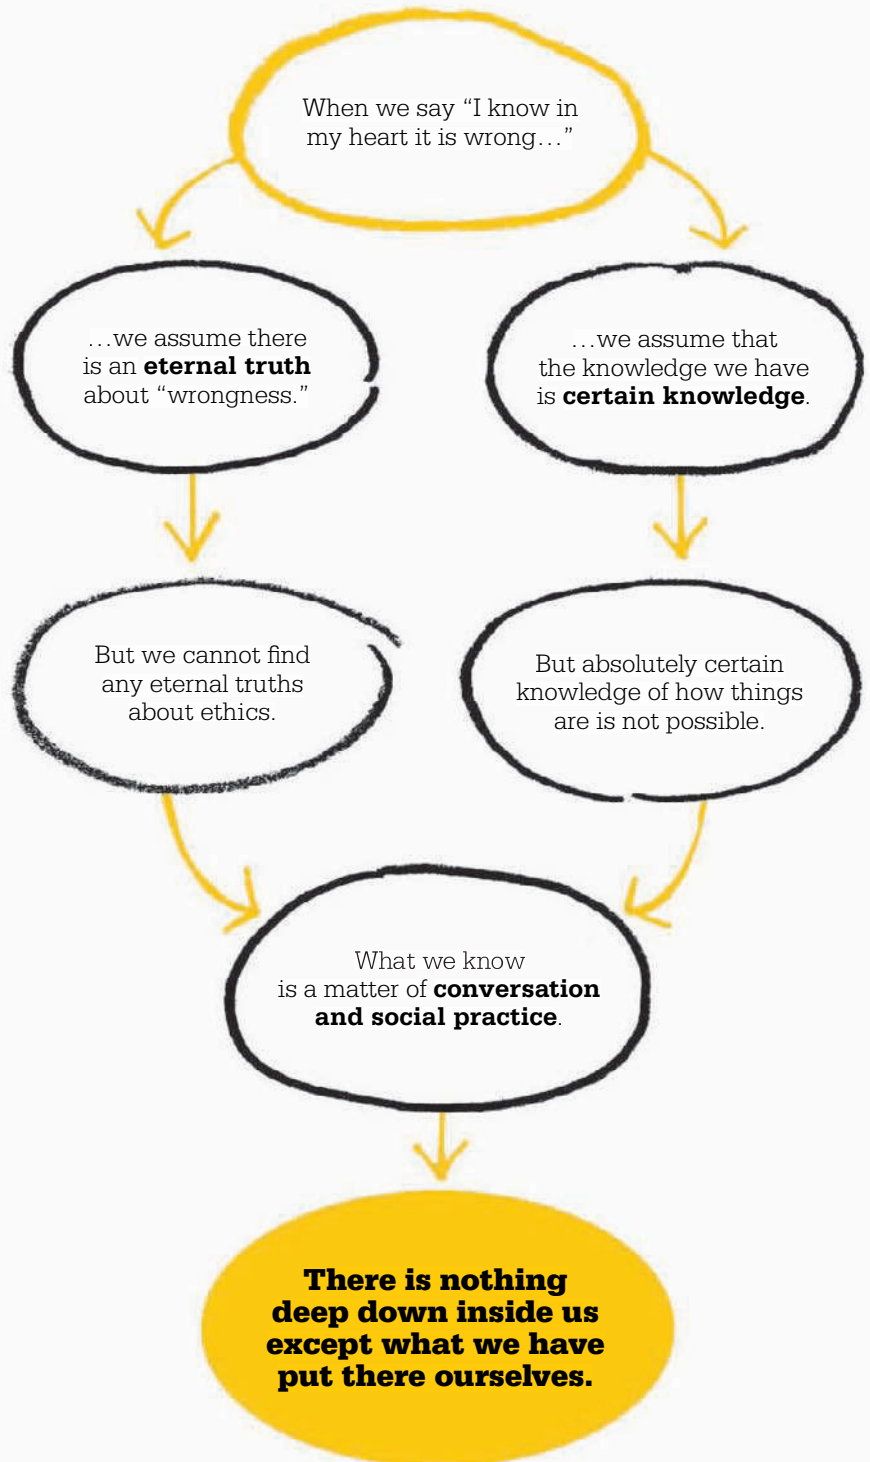 When we say “I know in
my heart it is wrong…”
…we assume there
is an eternal truth
about “wrongness.”
…we assume that
the knowledge we have
is certain knowledge.
But we cannot find
any eternal truths
about ethics.
But absolutely certain
knowledge of how things
are is not possible.
What we know
is a matter of conversation
and social practice.
There is nothing
deep down inside us
except what we have
put there ourselves.